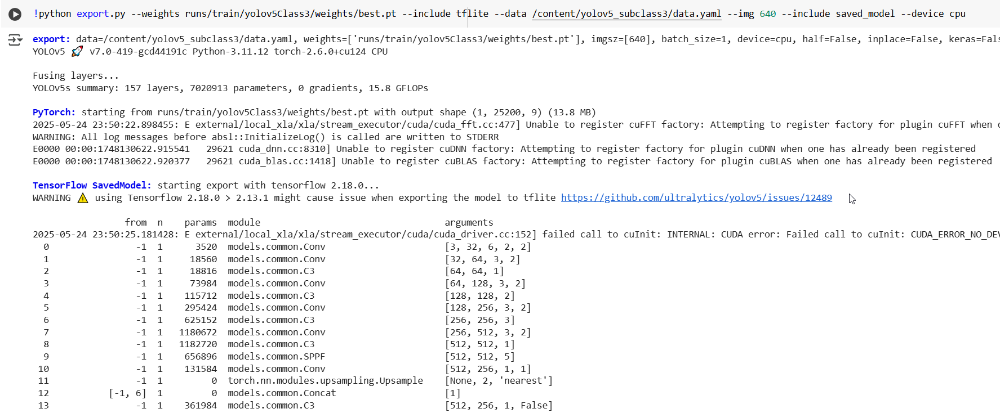 !python export.py --weights runs/train/yolov5Class3/weights/best.pt --include tflite --data /content/yolov5_subclass3/data.yaml --img 640 --include saved_model --device cpu
export: data=/content/yolov5_subclass3/data.yaml, weights=['runs/train/yolov5Class3/weights/best.pt'], imgsz=[640], batch_size=1, device=cpu, half=False, inplace=False, keras=Fals
YOLOv5 🚀 v7.0-419-gcd44191c Python-3.11.12 torch-2.6.0+cu124 CPU
Fusing layers...
YOLOv5s summary: 157 layers, 7020913 parameters, 0 gradients, 15.8 GFLOPs
PyTorch: starting from runs/train/yolov5Class3/weights/best.pt with output shape (1, 25200, 9) (13.8 MB)
2025-05-24 23:50:22.898455: E external/local_xla/xla/stream_executor/cuda/cuda_fft.cc:477] Unable to register cuFFT factory: Attempting to register factory for plugin cuFFT when
WARNING: All log messages before absl::InitializeLog() is called are written to STDERR
E0000 00:00:1748130622.915541   29621 cuda_dnn.cc:8310] Unable to register cuDNN factory: Attempting to register factory for plugin cuDNN when one has already been registered
E0000 00:00:1748130622.920377   29621 cuda_blas.cc:1418] Unable to register cuBLAS factory: Attempting to register factory for plugin cuBLAS when one has already been registered
TensorFlow SavedModel: starting export with tensorflow 2.18.0...
WARNING ⚠️ using Tensorflow 2.18.0 > 2.13.1 might cause issue when exporting the model to tflite https://github.com/ultralytics/yolov5/issues/12489
from  n    params  module                                  arguments
2025-05-24 23:50:25.181428: E external/local_xla/xla/stream_executor/cuda/cuda_driver.cc:152] failed call to cuInit: INTERNAL: CUDA error: Failed call to cuInit: CUDA_ERROR_NO_DEV
0                -1  1      3520  models.common.Conv                      [3, 32, 6, 2, 2]
1                -1  1     18560  models.common.Conv                      [32, 64, 3, 2]
2                -1  1     18816  models.common.C3                        [64, 64, 1]
3                -1  1     73984  models.common.Conv                      [64, 128, 3, 2]
4                -1  1    115712  models.common.C3                        [128, 128, 2]
5                -1  1    295424  models.common.Conv                      [128, 256, 3, 2]
6                -1  1    625152  models.common.C3                        [256, 256, 3]
7                -1  1   1180672  models.common.Conv                      [256, 512, 3, 2]
8                -1  1   1182720  models.common.C3                        [512, 512, 1]
9                -1  1    656896  models.common.SPPF                      [512, 512, 5]
10                -1  1    131584  models.common.Conv                      [512, 256, 1, 1]
11                -1  1         0  torch.nn.modules.upsampling.Upsample    [None, 2, 'nearest']
12           [-1, 6]  1         0  models.common.Concat                    [1]
13                -1  1    361984  models.common.C3                        [512, 256, 1, False]